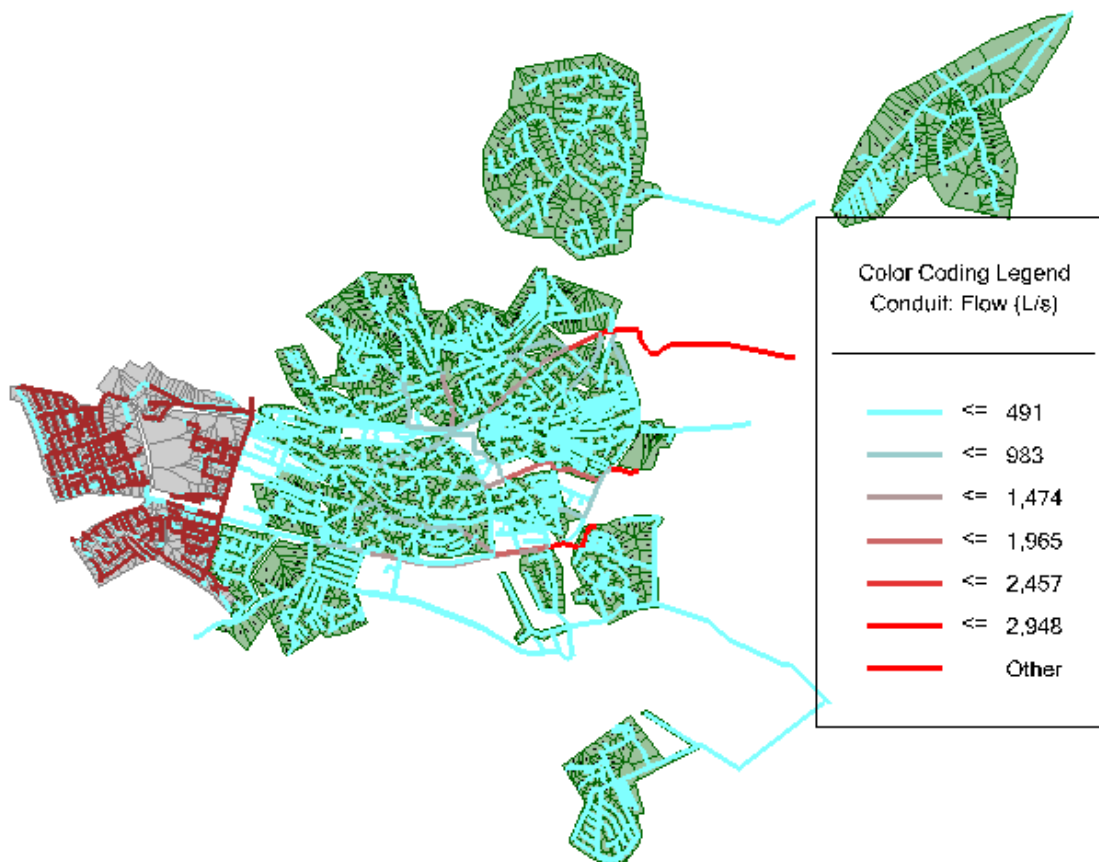 Color Coding Legend
Conduit: Flow (L/s)
<= 491
<= 983
<= 1,474
<= 1,965
<= 2,457
<= 2,948
Other